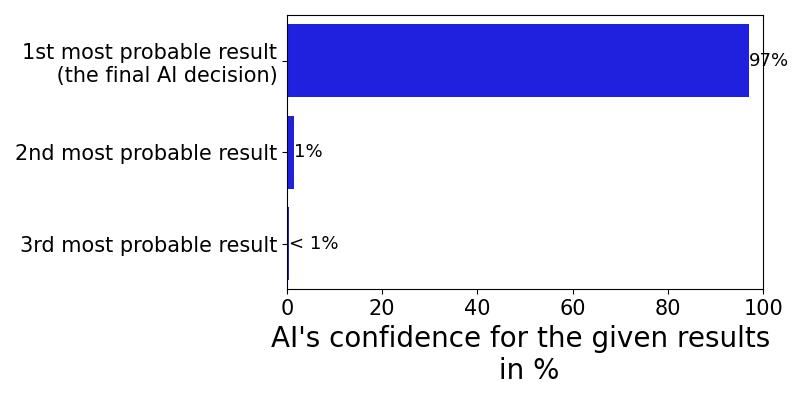 1st most probable result
(the final AI decision)
97%
2nd most probable result
1%
3rd most probable result
< 1%
0 20 40 60 80 100
AI's confidence for the given results
in %